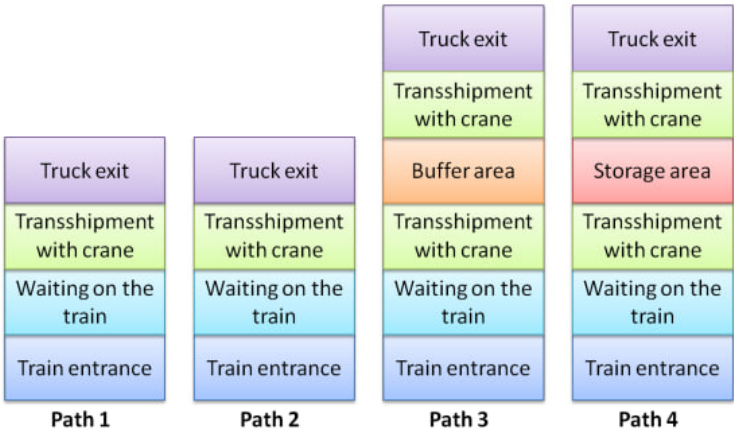 Truck exit
Transshipment
with crane
Waiting on the
train
Train entrance
Path 1
Truck exit
Transshipment
with crane
Waiting on the
train
Train entrance
Path 2
Truck exit
Transshipment
with crane
Buffer area
Transshipment
with crane
Waiting on the
train
Train entrance
Path 3
Truck exit
Transshipment
with crane
Storage area
Transshipment
with crane
Waiting on the
train
Train entrance
Path 4